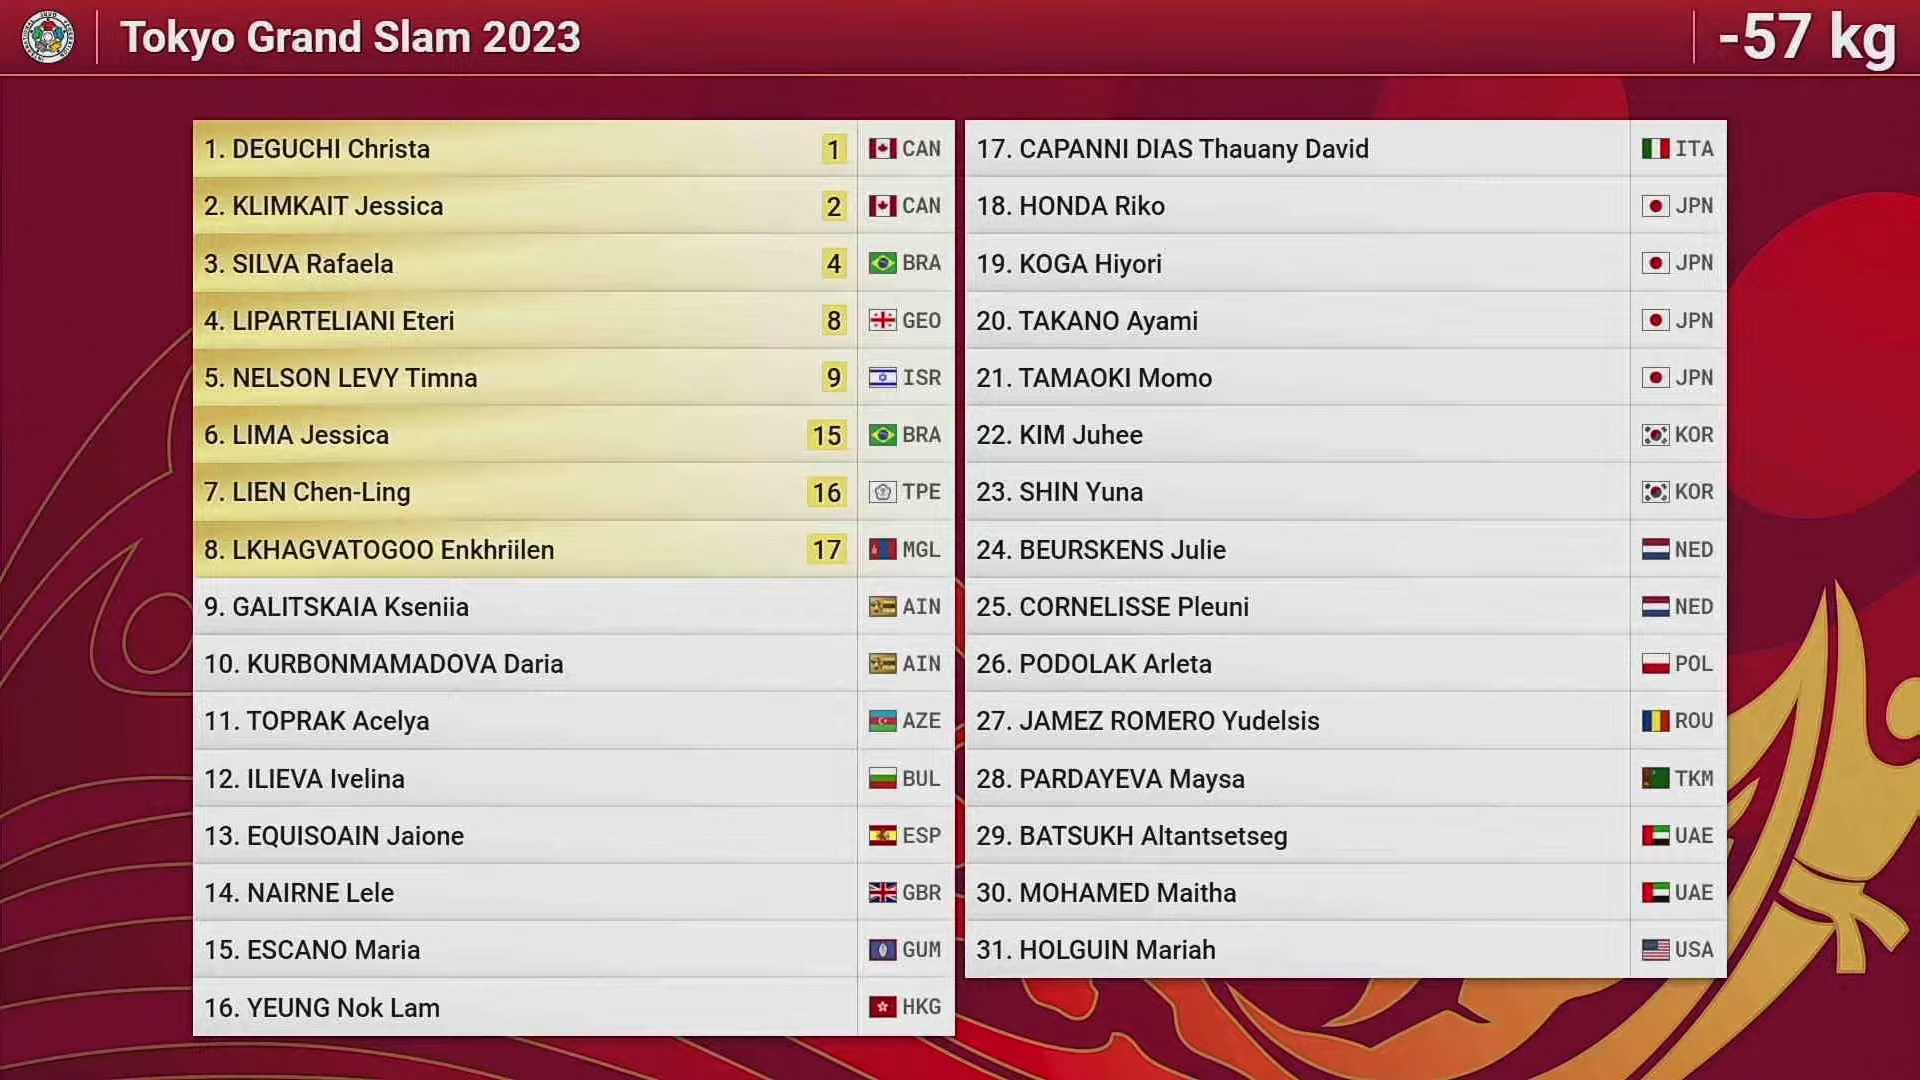 Tokyo Grand Slam 2023
-57 kg
1. DEGUCHI Christa 1 CAN
2. KLIMKAIT Jessica 2 CAN
3. SILVA Rafaela 4 BRA
4. LIPARTELIANI Eteri 8 GEO
5. NELSON LEVY Timna 9 ISR
6. LIMA Jessica 15 BRA
7. LIEN Chen-Ling 16 TPE
8. LKHAGVATOGOO Enkhriilen 17 MGL
9. GALITSKAIA Kseniia AIN
10. KURBONMAMADOVA Daria AIN
11. TOPRAK Acelya AZE
12. ILIEVA Ivelina BUL
13. EQUISOAIN Jaione ESP
14. NAIRNE Lele GBR
15. ESCANO Maria GUM
16. YEUNG Nok Lam HKG
17. CAPANNI DIAS Thauany David ITA
18. HONDA Riko JPN
19. KOGA Hiyori JPN
20. TAKANO Ayami JPN
21. TAMAOKI Momo JPN
22. KIM Juhee KOR
23. SHIN Yuna KOR
24. BEURSKENS Julie NED
25. CORNELISSE Pleuni NED
26. PODOLAK Arleta POL
27. JAMEZ ROMERO Yudelsis ROU
28. PARDAYEVA Maysa TKM
29. BATSUKH Altantsetseg UAE
30. MOHAMED Maitha UAE
31. HOLGUIN Mariah USA